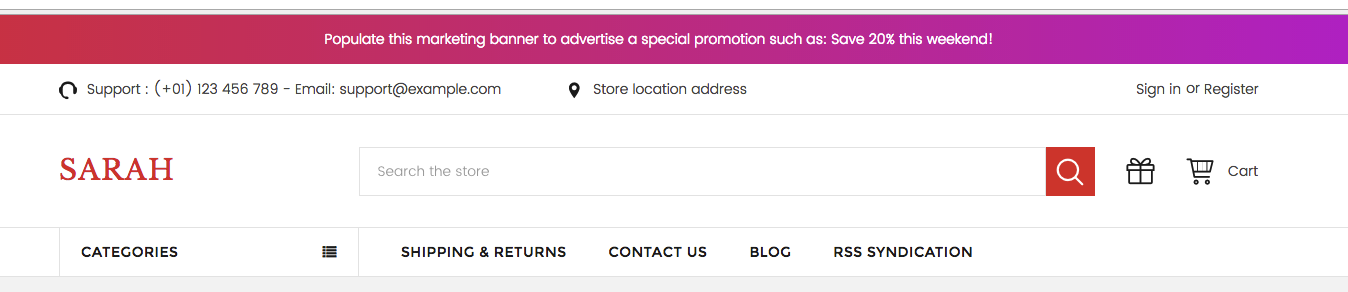 Populate this marketing banner to advertise a special promotion such as: Save 20% this weekend!
Support : (+01) 123 456 789 - Email: support@example.com Store location address Sign in or Register
SARAH Search the store Cart
CATEGORIES SHIPPING & RETURNS CONTACT US BLOG RSS SYNDICATION